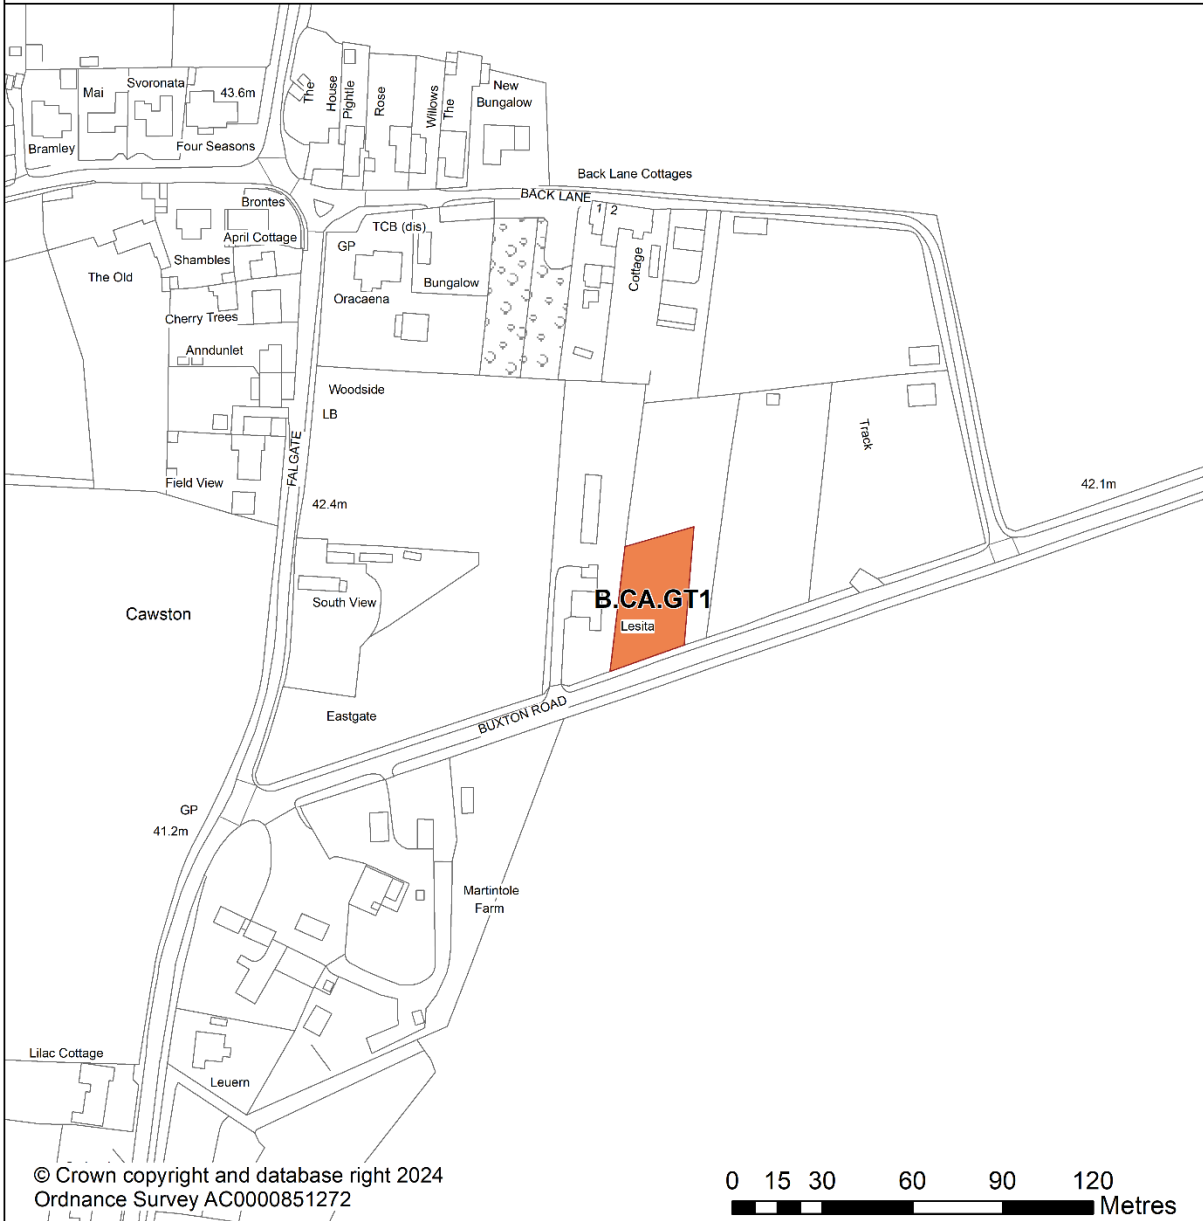 Svoronata
Mai
43.6m
Bramley
Four Seasons
The
House
Pightle
Rose
Willows
The
New
Bungalow
Back Lane Cottages
BACK LANE
1 2
Brontes
April Cottage
TCB (dis)
GP
Shambles
The Old
Bungalow
Cottage
Oracaena
Cherry Trees
Anndunlet
Woodside
LB
FALGATE
Track
Field View
42.4m
42.1m
Cawston
South View
B.CA.GT1
Lesita
Eastgate
BUXTON ROAD
GP
41.2m
Martintole
Farm
Lilac Cottage
Leuern
© Crown copyright and database right 2024
Ordnance Survey AC0000851272
0 15 30 60 90 120
Metres